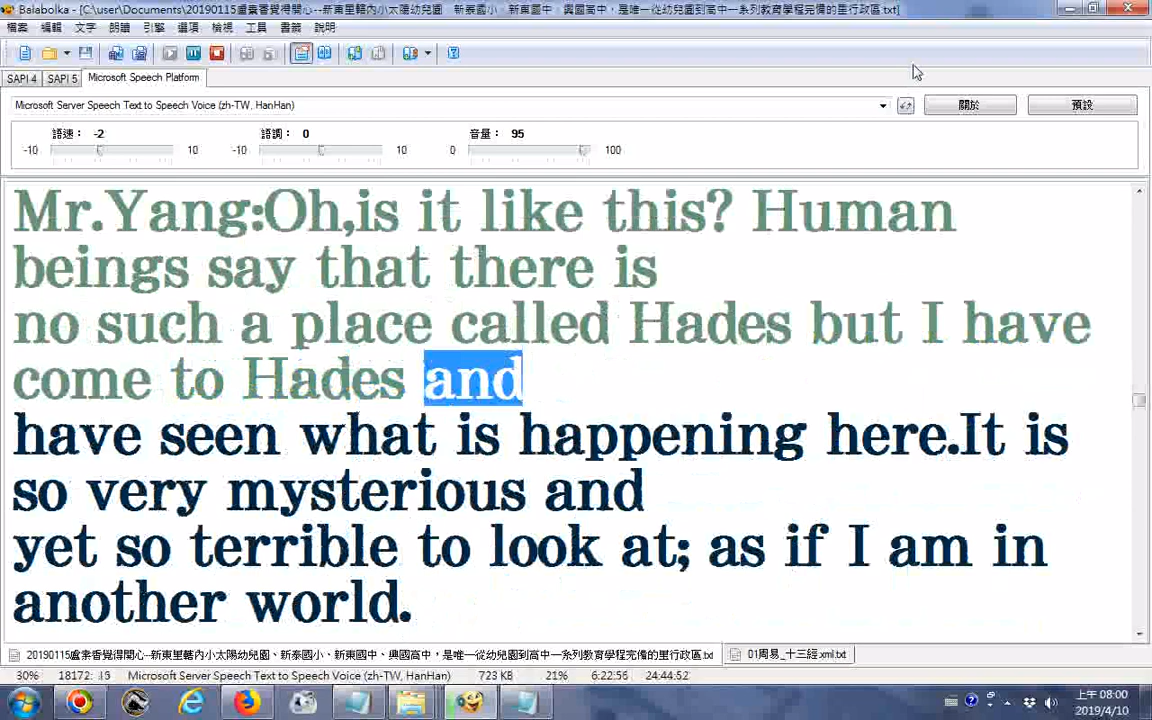 Balabolka - [C:\user\Documents\20190115盧素香覺得開心--新東里轄內小太陽幼兒園　新泰國小　新東國中　興國高中，是唯一從幼兒園到高中一系列教育學程完備的里行政區.txt]
檔案 編輯 文字 朗讀 引擎 選項 檢視 工具 書籤 說明
SAPI 4 SAPI 5 Microsoft Speech Platform
Microsoft Server Speech Text to Speech Voice (zh-TW, HanHan) 關於 預設
語速： -2 語調： 0 音量： 95
-10 10 -10 10 0 100
Mr.Yang:Oh,is it like this? Human
beings say that there is
no such a place called Hades but I have
come to Hades and
have seen what is happening here.It is
so very mysterious and
yet so terrible to look at; as if I am in
another world.
20190115盧素香覺得開心--新東里轄內小太陽幼兒園、新泰國小、新東國中、興國高中，是唯一從幼兒園到高中一系列教育學程完備的里行政區.txt 01周易_十三經.xml.txt
30% 18172: Microsoft Server Speech Text to Speech Voice (zh-TW, HanHan) 723 KB 21% 6:22:56 24:44:52
上午 08:00
2019/4/10